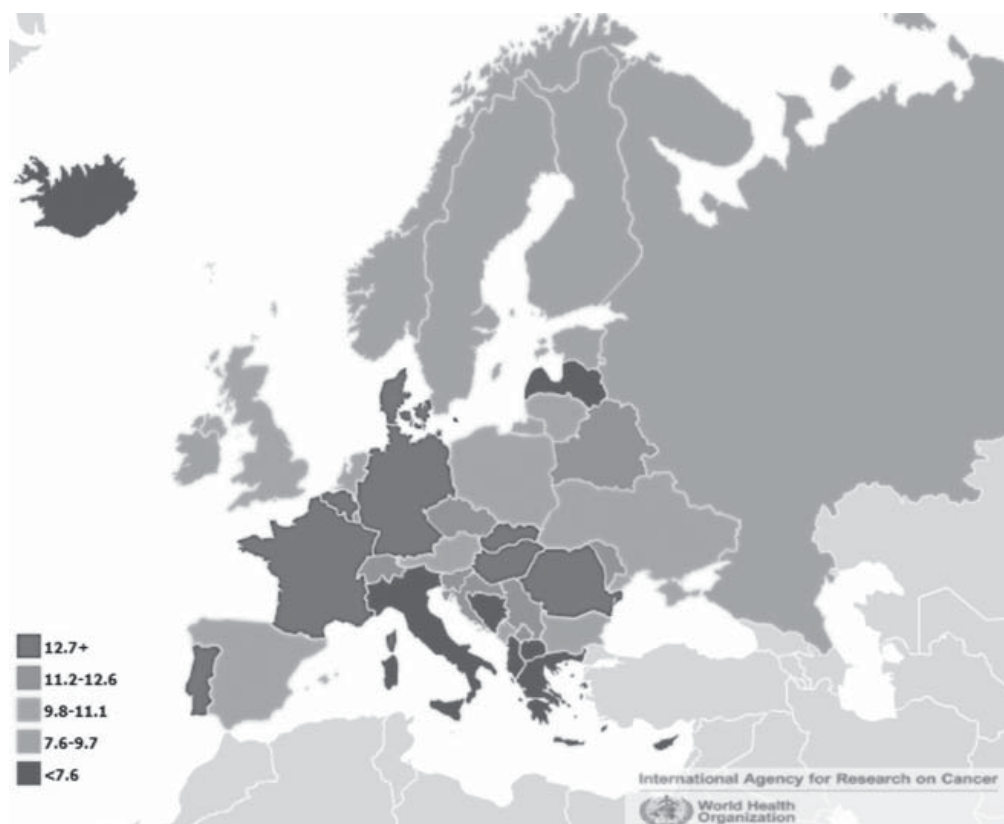 12.7+
11.2-12.6
9.8-11.1
7.6-9.7
<7.6
International Agency for Research on Cancer
World Health
Organization